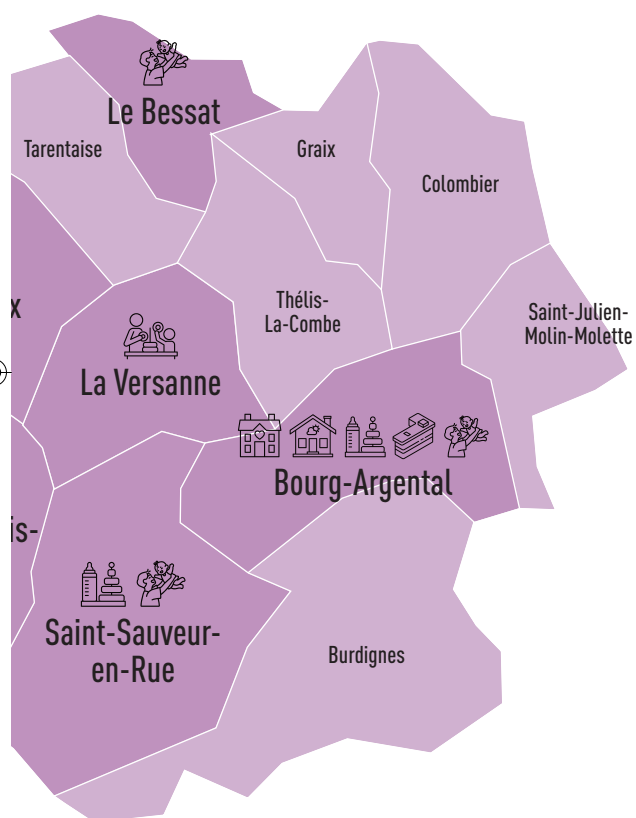 Le Bessat
Tarentaise
Graix
Colombier
x
Thélis-
La-Combe
Saint-Julien-
Molin-Molette
La Versanne
Bourg-Argental
is-
Saint-Sauveur-
en-Rue
Burdignes